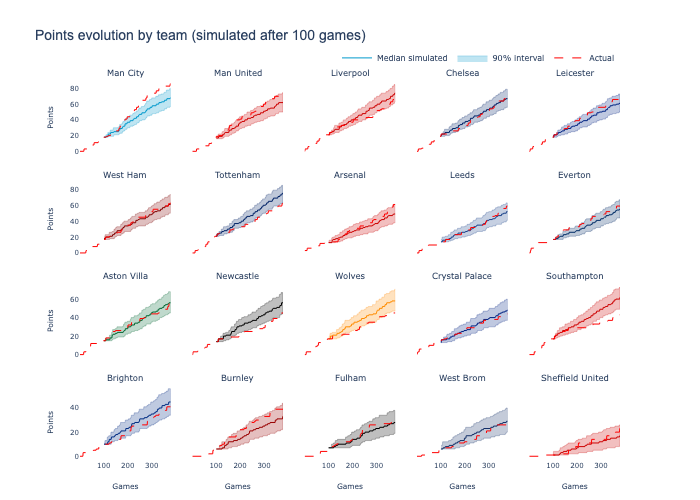 Points evolution by team (simulated after 100 games)
Median simulated 90% interval Actual
Man City Man United Liverpool Chelsea Leicester
Points
80
60
40
20
0
West Ham Tottenham Arsenal Leeds Everton
Points
80
60
40
20
0
Aston Villa Newcastle Wolves Crystal Palace Southampton
Points
60
40
20
0
Brighton Burnley Fulham West Brom Sheffield United
Points
40
20
0
100 200 300 100 200 300 100 200 300 100 200 300 100 200 300
Games Games Games Games Games